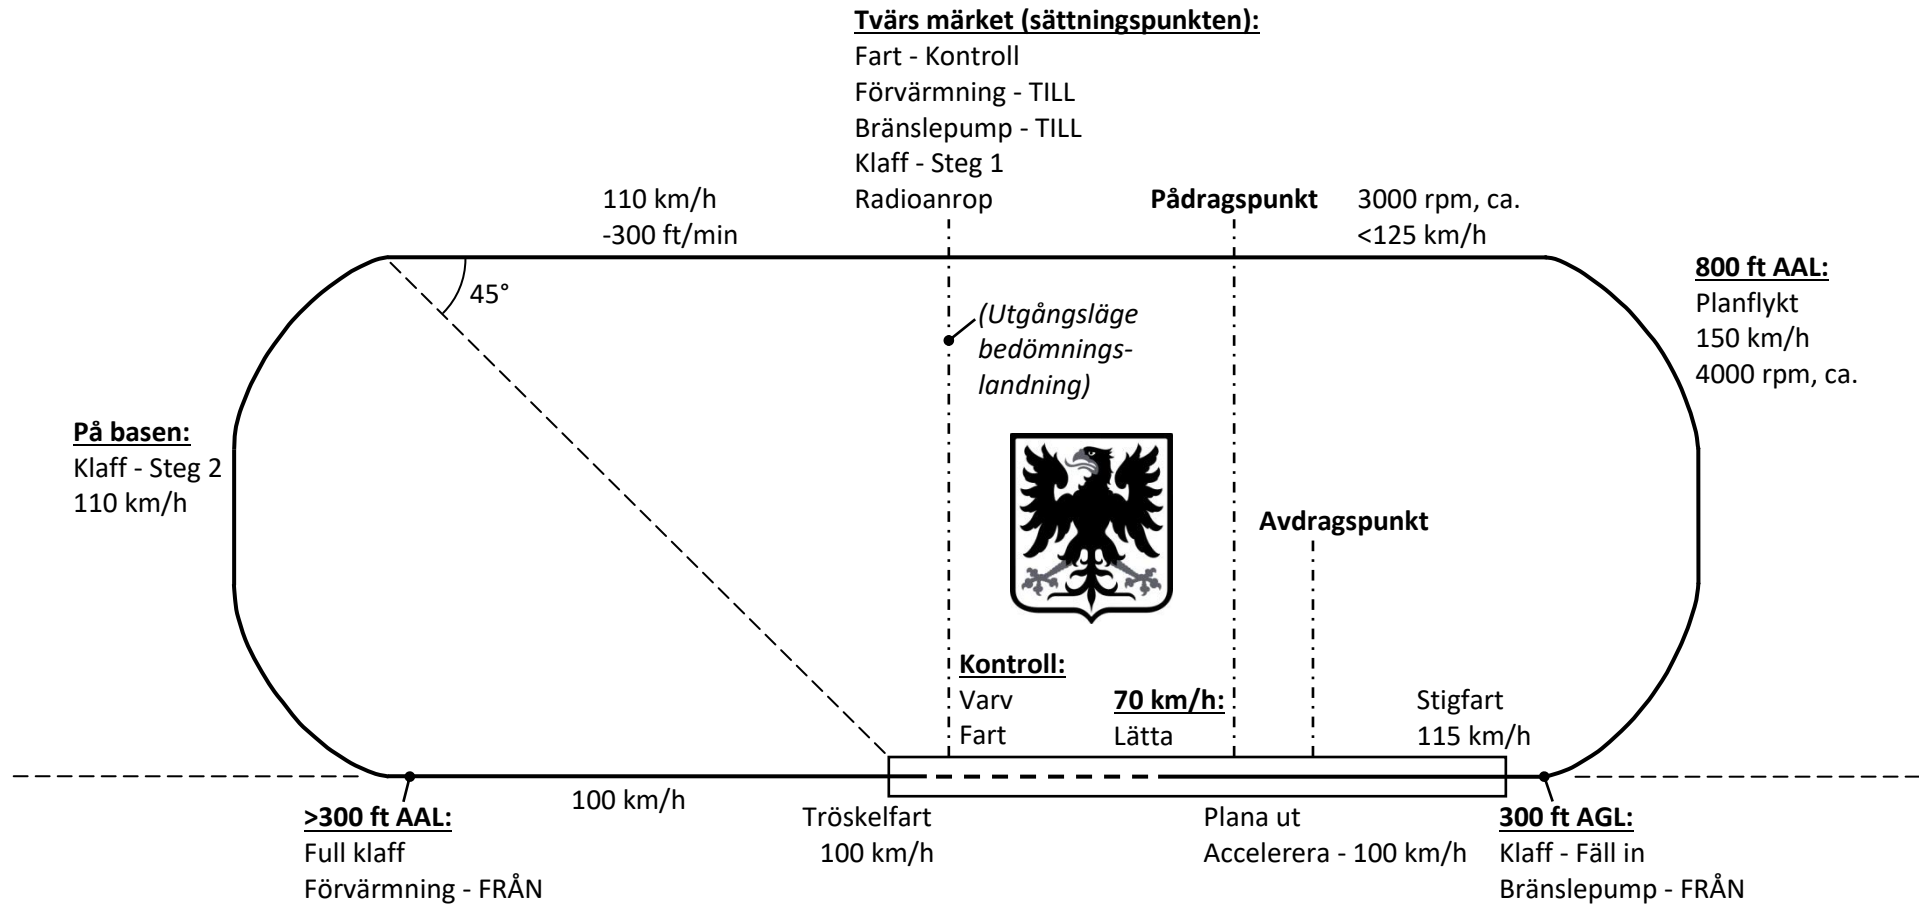 Tvärs märket (sättningspunkten):
Fart - Kontroll
Förvärmning - TILL
Bränslepump - TILL
Klaff - Steg 1
Radioanrop
110 km/h
-300 ft/min
Pådragspunkt
3000 rpm, ca.
<125 km/h
800 ft AAL:
Planflykt
150 km/h
4000 rpm, ca.
45°
(Utgångsläge
bedömnings-
landning)
På basen:
Klaff - Steg 2
110 km/h
Avdragspunkt
Kontroll:
Varv
Fart
70 km/h:
Lätta
Stigfart
115 km/h
100 km/h
>300 ft AAL:
Full klaff
Förvärmning - FRÅN
Tröskelfart
100 km/h
Plana ut
Accelerera - 100 km/h
300 ft AGL:
Klaff - Fäll in
Bränslepump - FRÅN